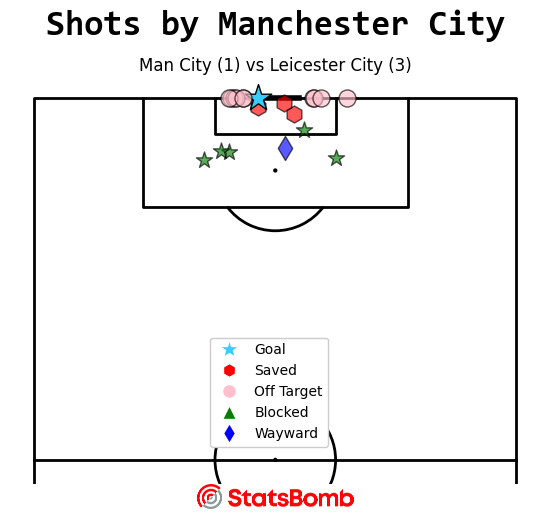 Shots by Manchester City
Man City (1) vs Leicester City (3)
Goal
Saved
Off Target
Blocked
Wayward
StatsBomb